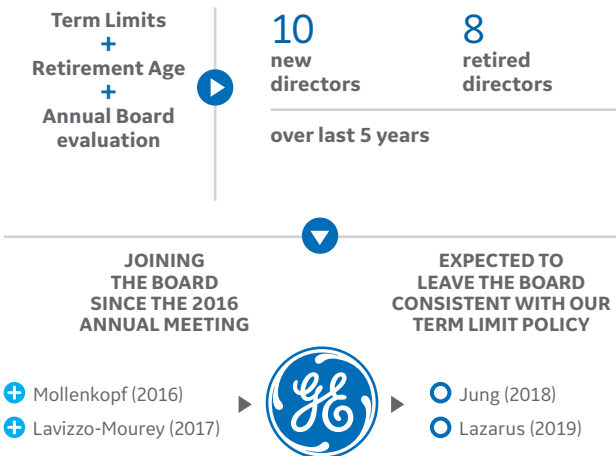 Term Limits
+
Retirement Age
+
Annual Board
evaluation
10
new
directors
8
retired
directors
over last 5 years
JOINING
THE BOARD
SINCE THE 2016
ANNUAL MEETING
EXPECTED TO
LEAVE THE BOARD
CONSISTENT WITH OUR
TERM LIMIT POLICY
Mollenkopf (2016)
Lavizzo-Mourey (2017)
GE
Jung (2018)
Lazarus (2019)